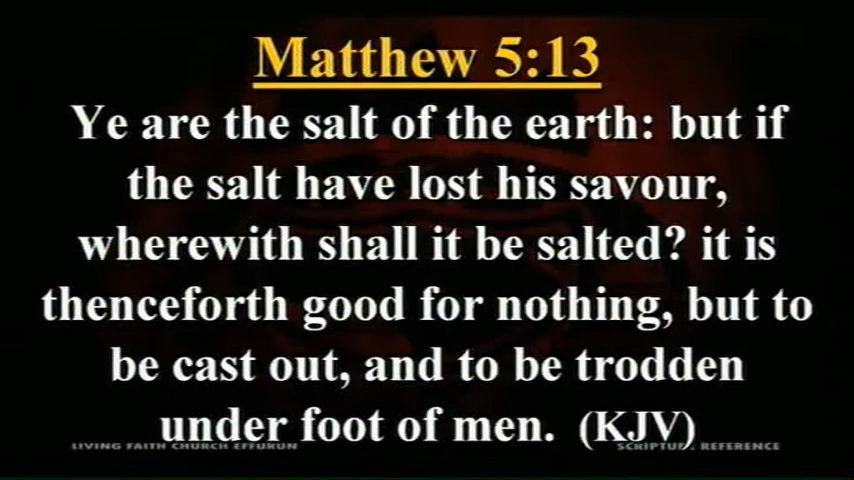 Matthew 5:13
Ye are the salt of the earth: but if
the salt have lost his savour,
wherewith shall it be salted? it is
thenceforth good for nothing, but to
be cast out, and to be trodden
under foot of men. (KJV)
LIVING FAITH CHURCH EFFURUN
SCRIPTURE REFERENCE